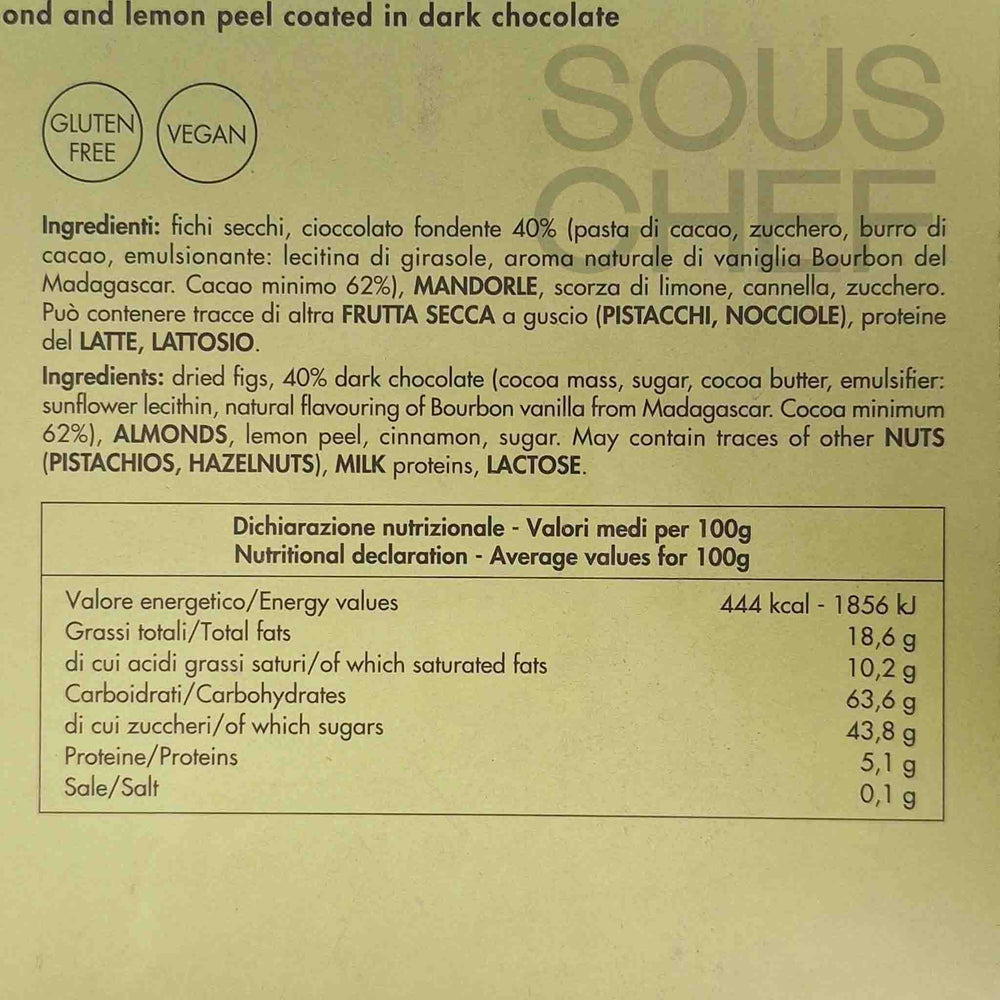 ond and lemon peel coated in dark chocolate
SOUS
CHEF
GLUTEN
FREE
VEGAN
Ingredienti: fichi secchi, cioccolato fondente 40% (pasta di cacao, zucchero, burro di
cacao, emulsionante: lecitina di girasole, aroma naturale di vaniglia Bourbon del
Madagascar. Cacao minimo 62%), MANDORLE, scorza di limone, cannella, zucchero.
Può contenere tracce di altra FRUTTA SECCA a guscio (PISTACCHI, NOCCIOLE), proteine
del LATTE, LATTOSIO.
Ingredients: dried figs, 40% dark chocolate (cocoa mass, sugar, cocoa butter, emulsifier:
sunflower lecithin, natural flavouring of Bourbon vanilla from Madagascar. Cocoa minimum
62%), ALMONDS, lemon peel, cinnamon, sugar. May contain traces of other NUTS
(PISTACHIOS, HAZELNUTS), MILK proteins, LACTOSE.
Dichiarazione nutrizionale - Valori medi per 100g
Nutritional declaration - Average values for 100g
Valore energetico/Energy values 444 kcal - 1856 kJ
Grassi totali/Total fats 18,6 g
di cui acidi grassi saturi/of which saturated fats 10,2 g
Carboidrati/Carbohydrates 63,6 g
di cui zuccheri/of which sugars 43,8 g
Proteine/Proteins 5,1 g
Sale/Salt 0,1 g